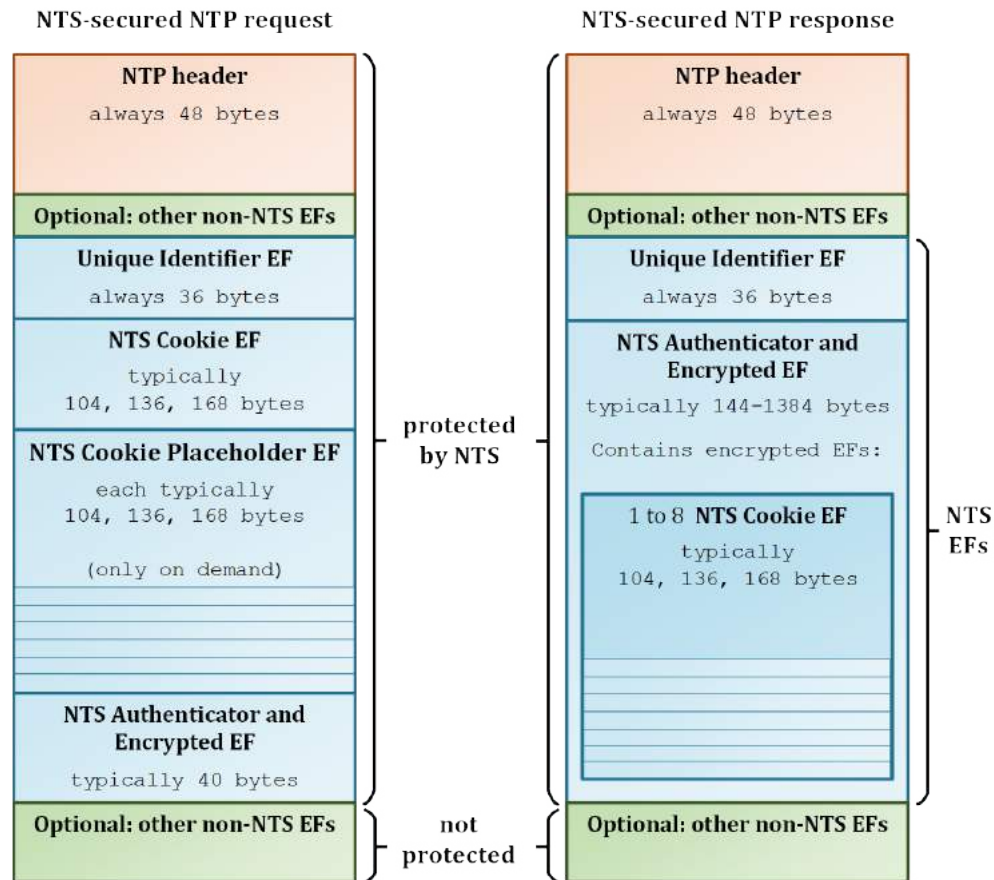 NTS-secured NTP request
NTP header
always 48 bytes
Optional: other non-NTS EFs
Unique Identifier EF
always 36 bytes
NTS Cookie EF
typically
104, 136, 168 bytes
NTS Cookie Placeholder EF
each typically
104, 136, 168 bytes
(only on demand)
NTS Authenticator and
Encrypted EF
typically 40 bytes
Optional: other non-NTS EFs
protected
by NTS
not
protected
NTS-secured NTP response
NTP header
always 48 bytes
Optional: other non-NTS EFs
Unique Identifier EF
always 36 bytes
NTS Authenticator and
Encrypted EF
typically 144-1384 bytes
Contains encrypted EFs:
1 to 8 NTS Cookie EF
typically
104, 136, 168 bytes
Optional: other non-NTS EFs
NTS
EFs